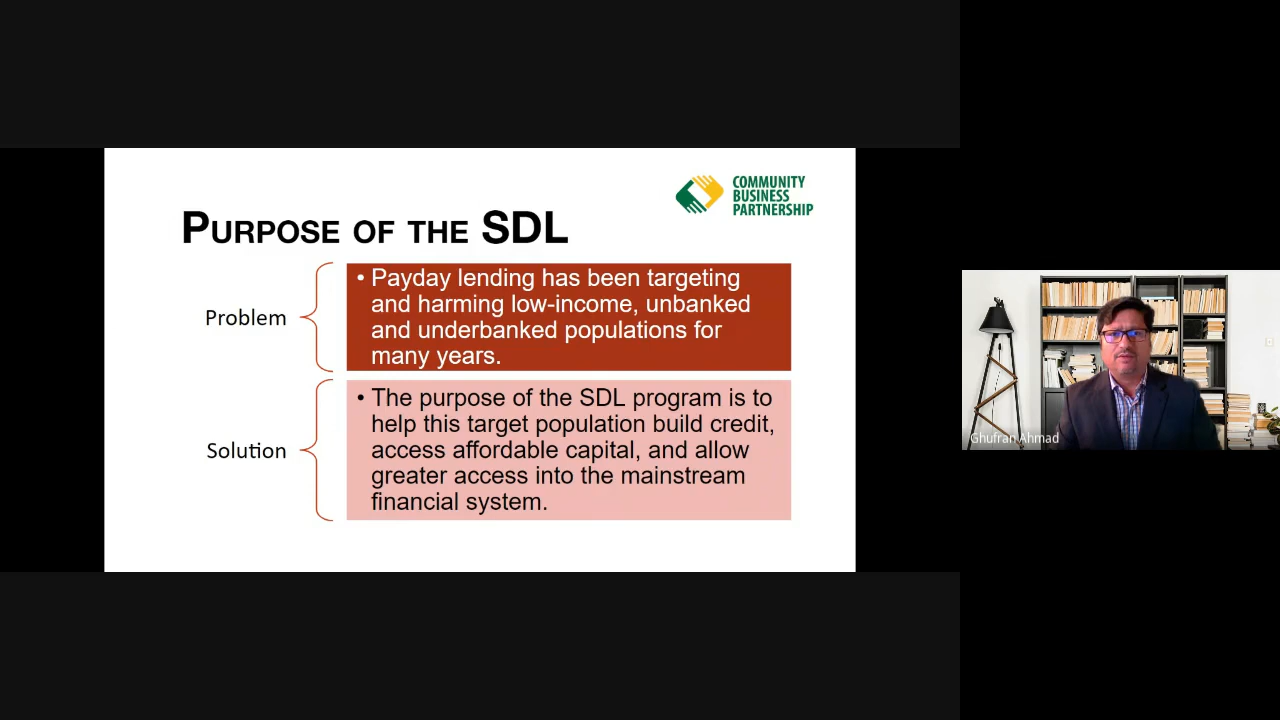 COMMUNITY
BUSINESS
PARTNERSHIP
PURPOSE OF THE SDL
Problem
• Payday lending has been targeting
and harming low-income, unbanked
and underbanked populations for
many years.
Solution
• The purpose of the SDL program is to
help this target population build credit,
access affordable capital, and allow
greater access into the mainstream
financial system.
Ghufran Ahmad